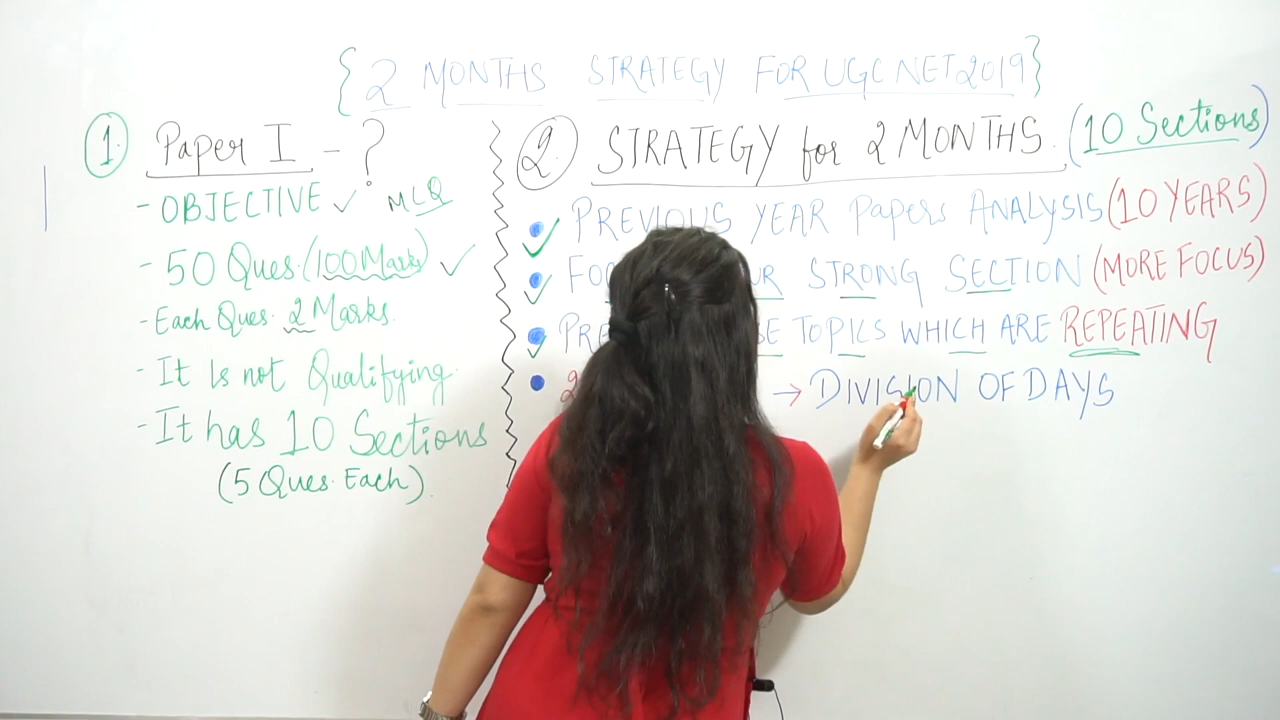 {2 MONTHS STRATEGY FOR UGC NET 2019}
1. Paper I - ?
- OBJECTIVE ✓ MCQ
- 50 Ques. (100 Marks) ✓
- Each Ques. 2 Marks.
- It is not Qualifying.
- It has 10 Sections
(5 Ques. Each).
2. STRATEGY for 2 MONTHS. (10 Sections)
PREVIOUS YEAR Papers ANALYSIS (10 YEARS)
STRONG SECTION (MORE FOCUS)
TOPICS WHICH ARE REPEATING
→ DIVISION OF DAYS